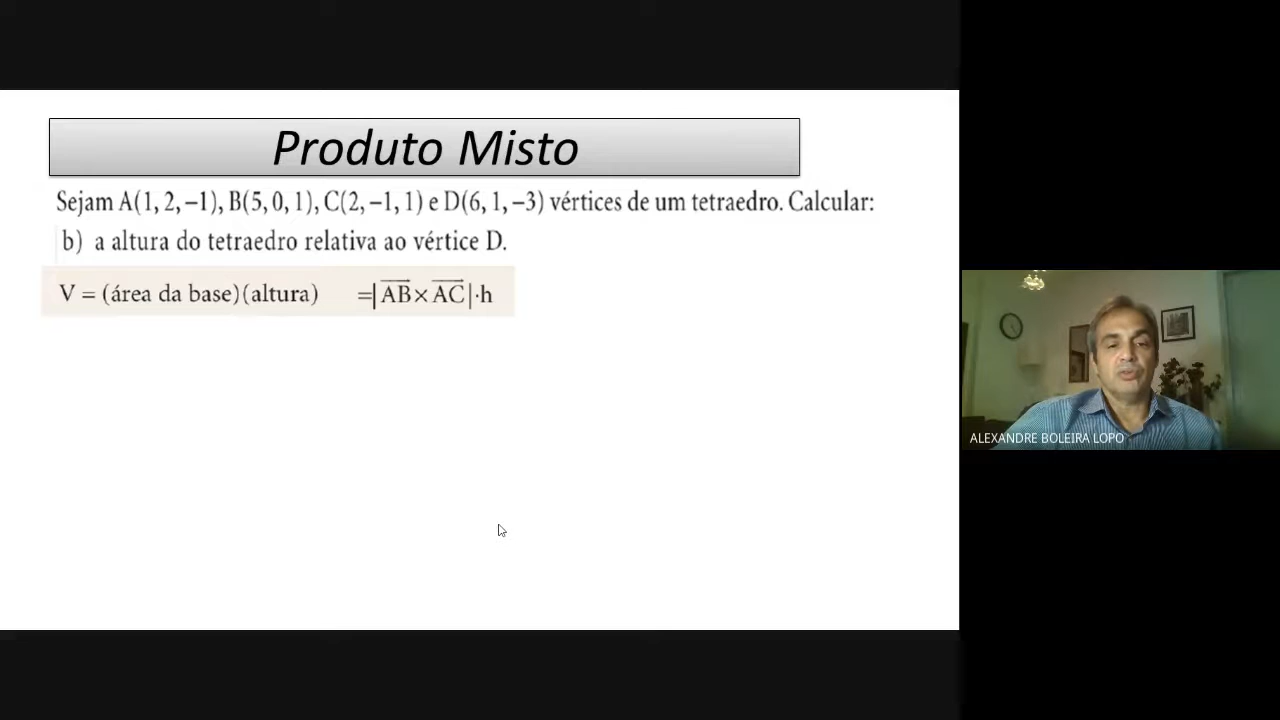 Produto Misto
Sejam A(1, 2, –1), B(5, 0, 1), C(2, –1, 1) e D(6, 1, –3) vértices de um tetraedro. Calcular:
b) a altura do tetraedro relativa ao vértice D.
V = (área da base)(altura) =|AB×AC|·h
ALEXANDRE BOLEIRA LOPO